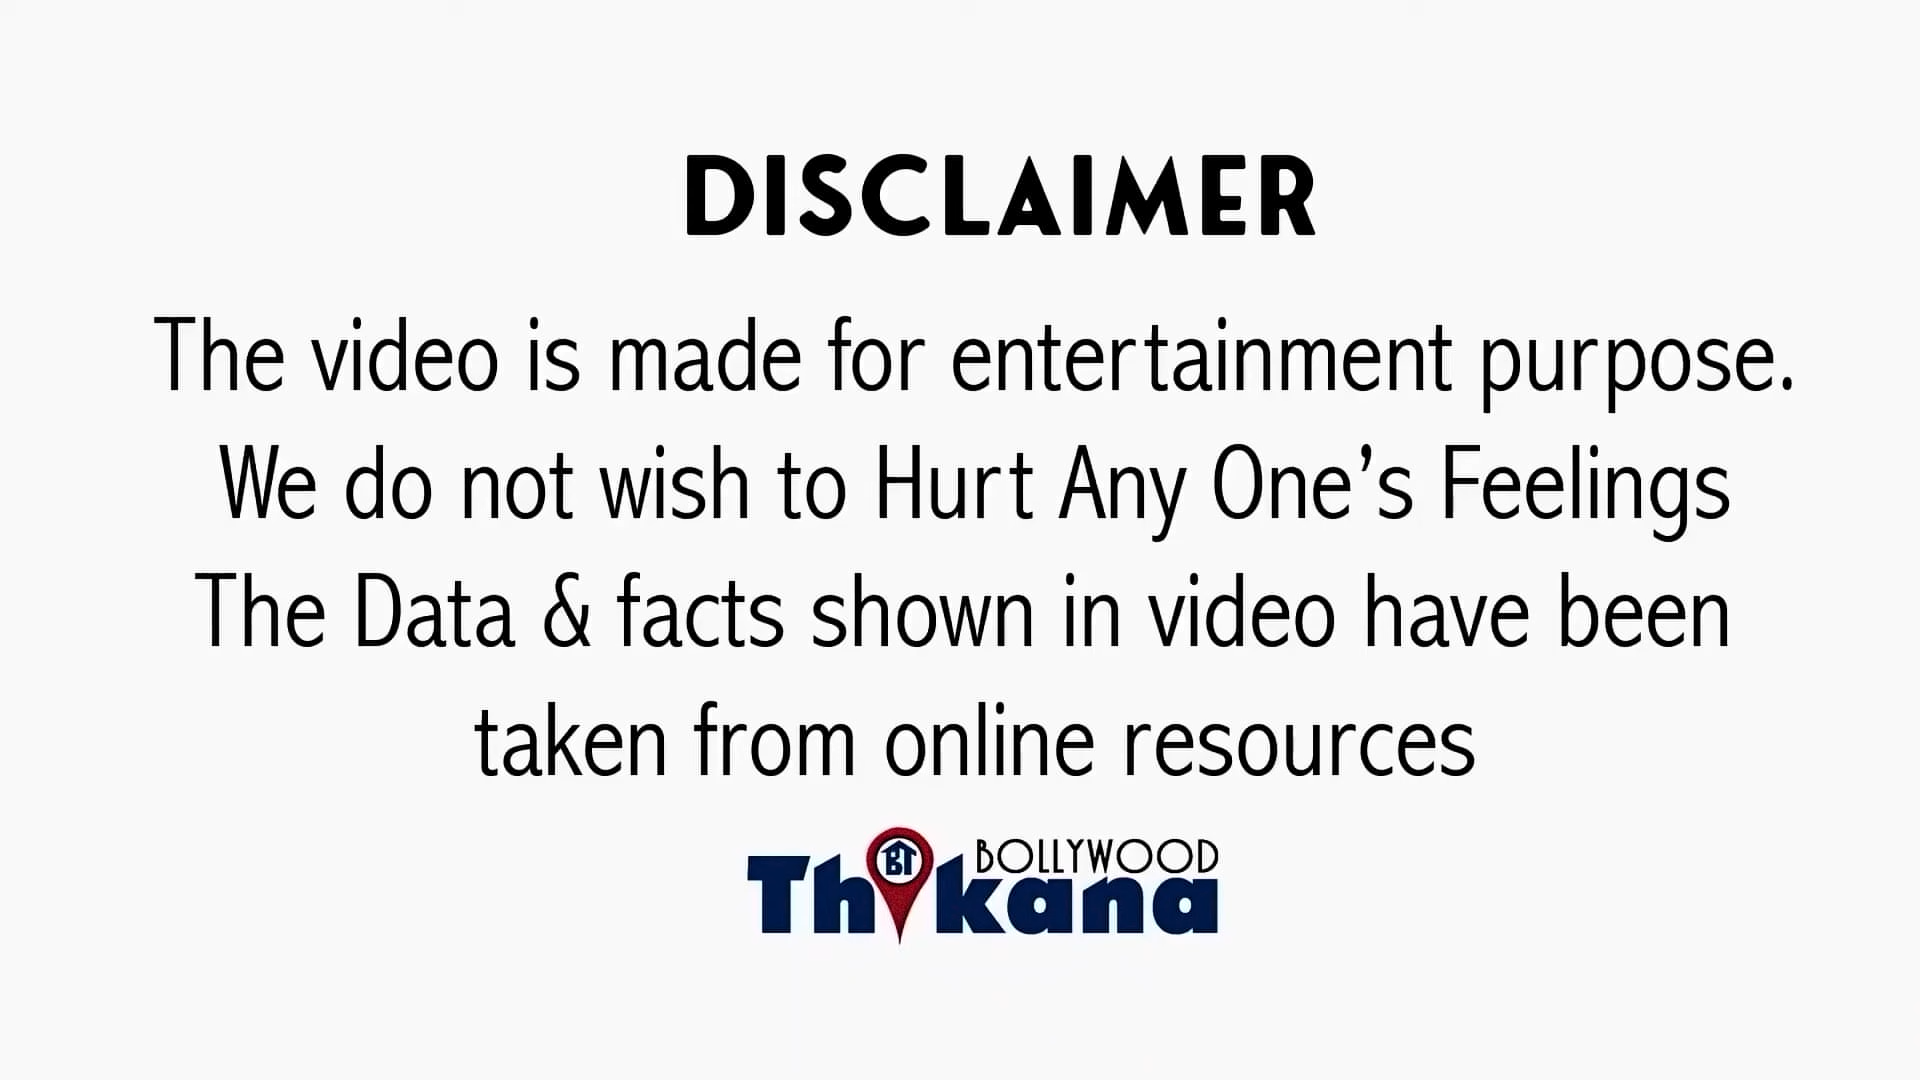 DISCLAIMER
The video is made for entertainment purpose.
We do not wish to Hurt Any One’s Feelings
The Data & facts shown in video have been
taken from online resources
BT
BOLLYWOOD
Thikana